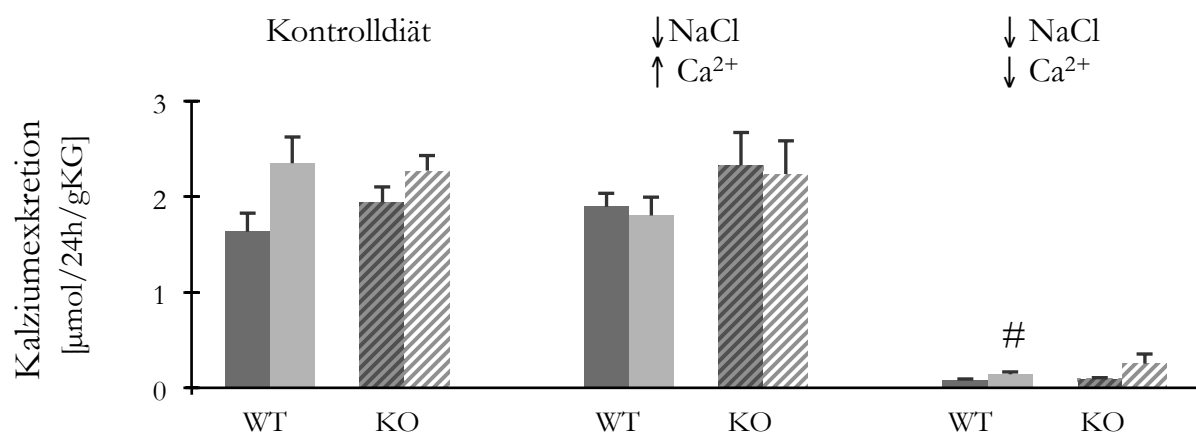 Kontrolldiät
↓NaCl
↑ Ca²⁺
↓ NaCl
↓ Ca²⁺
Kalziumexkretion
[µmol/24h/gKG]
3
2
1
0
#
WT
KO
WT
KO
WT
KO